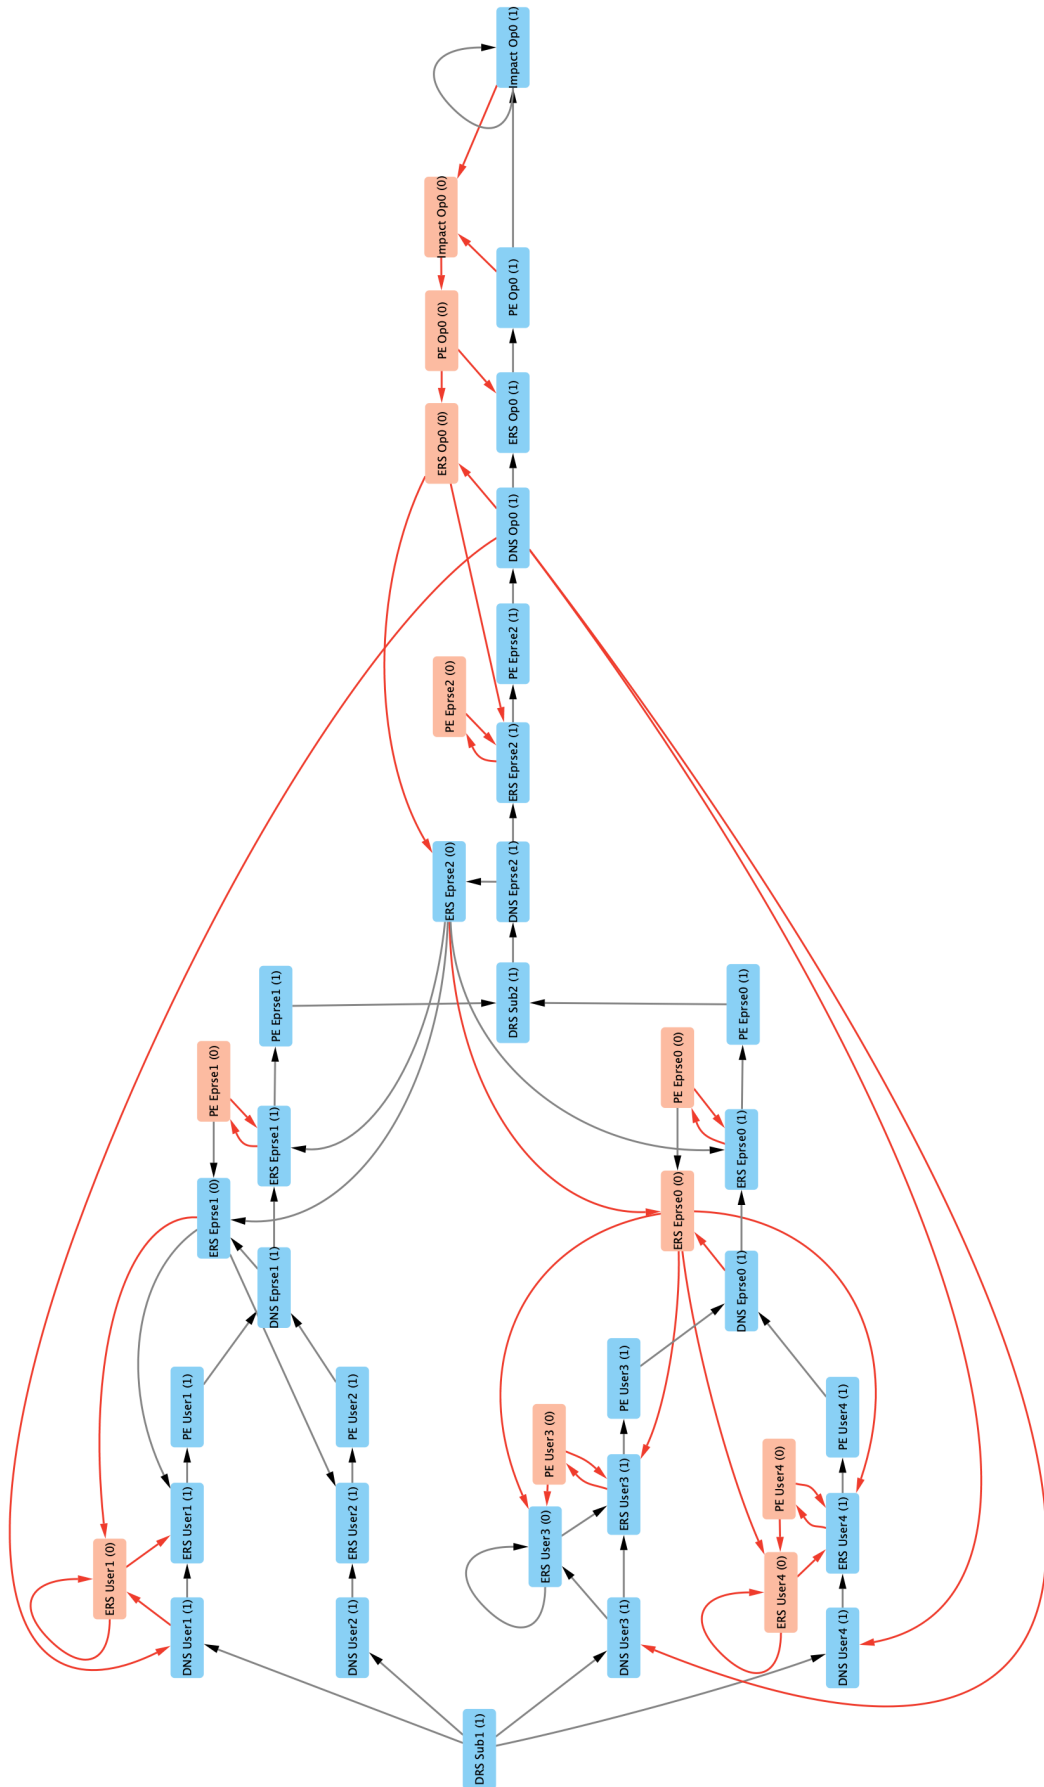 Impact Op0 (1)
Impact Op0 (0)
PE Op0 (1)
PE Op0 (0)
ERS Op0 (1)
ERS Op0 (0)
DNS Op0 (1)
PE Eprse2 (1)
PE Eprse2 (0)
ERS Eprse2 (1)
ERS Eprse2 (0)
DNS Eprse2 (1)
DRS Sub2 (1)
PE Eprse1 (1)
PE Eprse0 (1)
PE Eprse1 (0)
PE Eprse0 (0)
ERS Eprse1 (1)
ERS Eprse0 (1)
ERS Eprse1 (0)
ERS Eprse0 (0)
DNS Eprse1 (1)
DNS Eprse0 (1)
PE User1 (1)
PE User2 (1)
PE User3 (1)
PE User4 (1)
PE User3 (0)
PE User4 (0)
ERS User1 (1)
ERS User2 (1)
ERS User3 (1)
ERS User4 (1)
ERS User1 (0)
ERS User3 (0)
ERS User4 (0)
DNS User1 (1)
DNS User2 (1)
DNS User3 (1)
DNS User4 (1)
DRS Sub1 (1)